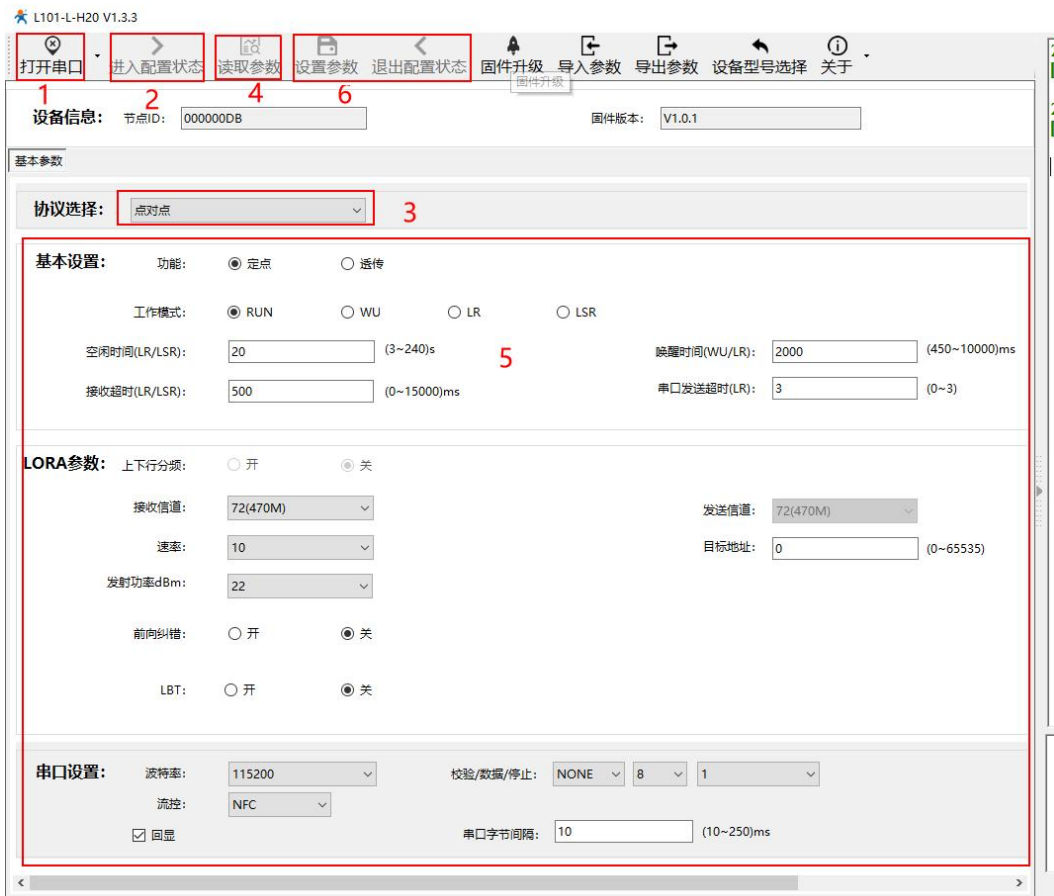 L101-L-H20 V1.3.3
打开串口 进入配置状态 读取参数 设置参数 退出配置状态 固件升级 导入参数 导出参数 设备型号选择 关于
固件升级
1 2 4 6
设备信息: 节点ID: 000000DB 固件版本: V1.0.1
基本参数
协议选择: 点对点 3
基本设置: 功能: 定点 透传
工作模式: RUN WU LR LSR
空闲时间(LR/LSR): 20 (3~240)s 5 唤醒时间(WU/LR): 2000 (450~10000)ms
接收超时(LR/LSR): 500 (0~15000)ms 串口发送超时(LR): 3 (0~3)
LORA参数: 上下行分频: 开 关
接收信道: 72(470M) 发送信道: 72(470M)
速率: 10 目标地址: 0 (0~65535)
发射功率dBm: 22
前向纠错: 开 关
LBT: 开 关
串口设置: 波特率: 115200 校验/数据/停止: NONE 8 1
流控: NFC
回显 串口字节间隔: 10 (10~250)ms